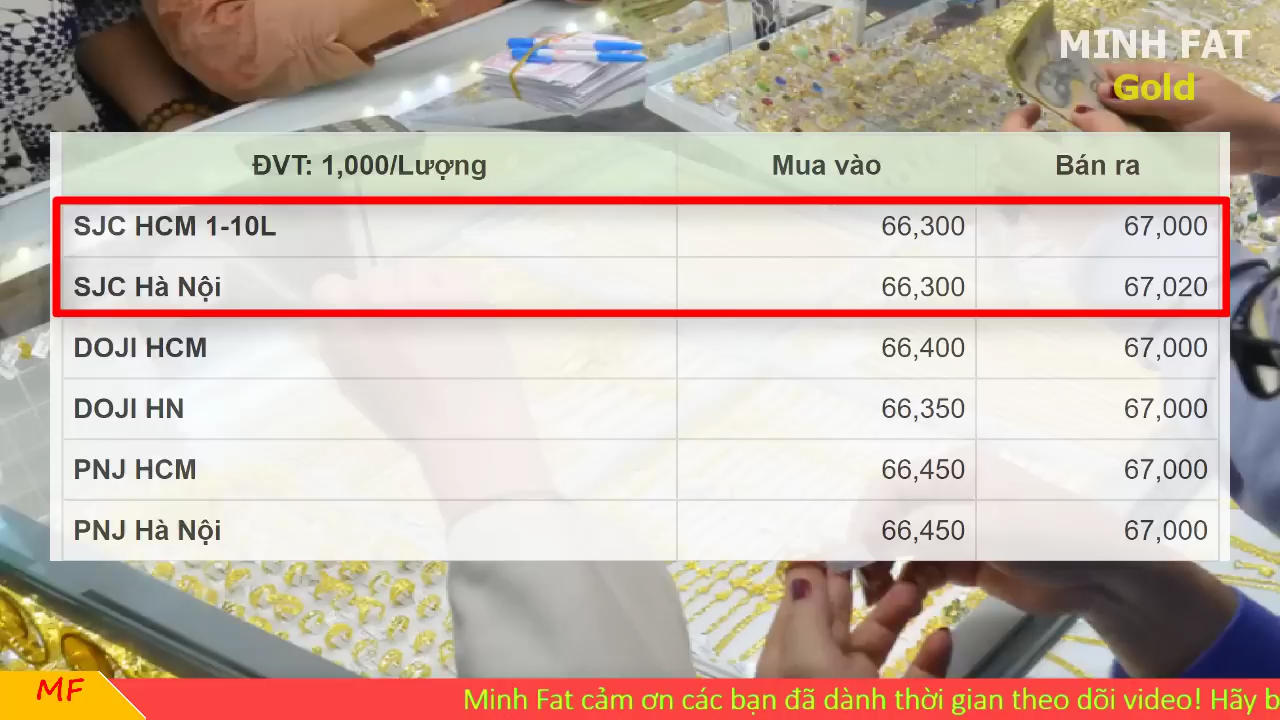 MINH FAT
Gold
ĐVT: 1,000/Lượng Mua vào Bán ra
SJC HCM 1-10L 66,300 67,000
SJC Hà Nội 66,300 67,020
DOJI HCM 66,400 67,000
DOJI HN 66,350 67,000
PNJ HCM 66,450 67,000
PNJ Hà Nội 66,450 67,000
MF
Minh Fat cảm ơn các bạn đã dành thời gian theo dõi video! Hãy